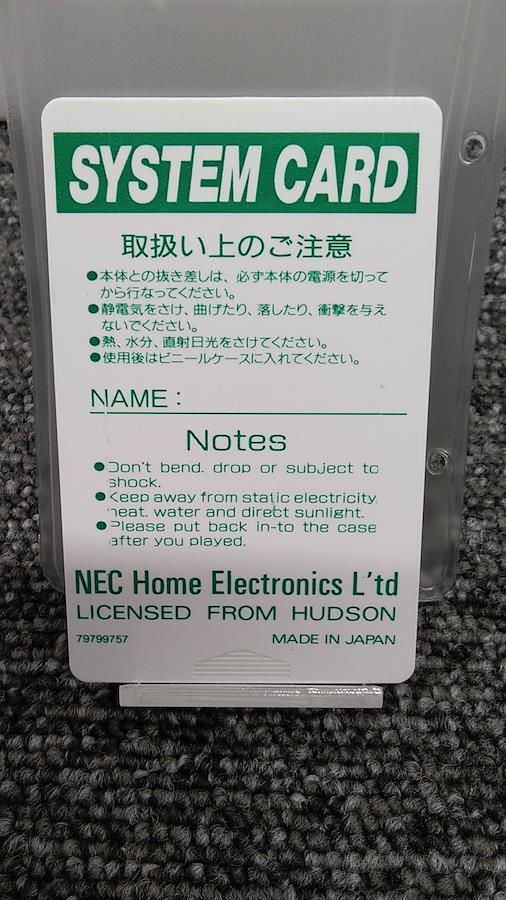 SYSTEM CARD
取扱い上のご注意
●本体との抜き差しは、必ず本体の電源を切って
から行なってください。
●静電気をさけ、曲げたり、落したり、衝撃を与え
ないでください。
●熱、水分、直射日光をさけてください。
●使用後はビニールケースに入れてください。
NAME:
Notes
●Don't bend. drop or subject to
shock.
●Keep away from static electricity.
heat. water and direct sunlight.
●Please put back in-to the case
after you played.
NEC Home Electronics L'td
LICENSED FROM HUDSON
79799757 MADE IN JAPAN